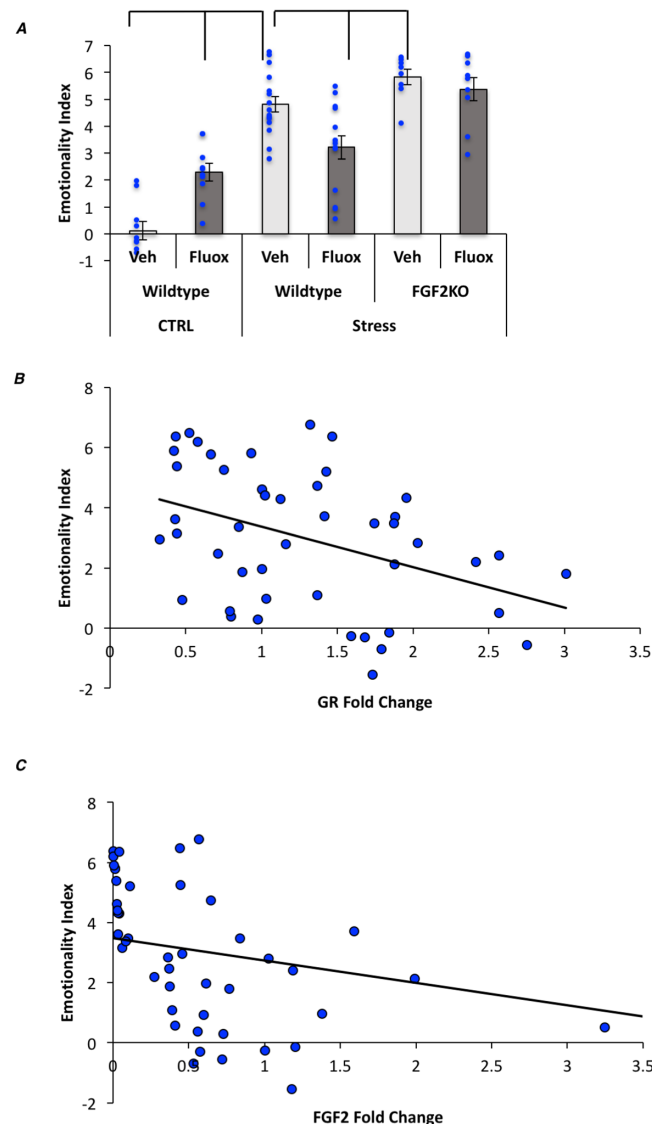 A
7
6
5
4
3
2
1
0
-1
Emotionality Index
Veh Fluox Veh Fluox Veh Fluox
Wildtype Wildtype FGF2KO
CTRL Stress
B
8
6
4
2
0
-2
Emotionality Index
0 0.5 1 1.5 2 2.5 3 3.5
GR Fold Change
C
8
6
4
2
0
-2
Emotionality Index
0 0.5 1 1.5 2 2.5 3 3.5
FGF2 Fold Change